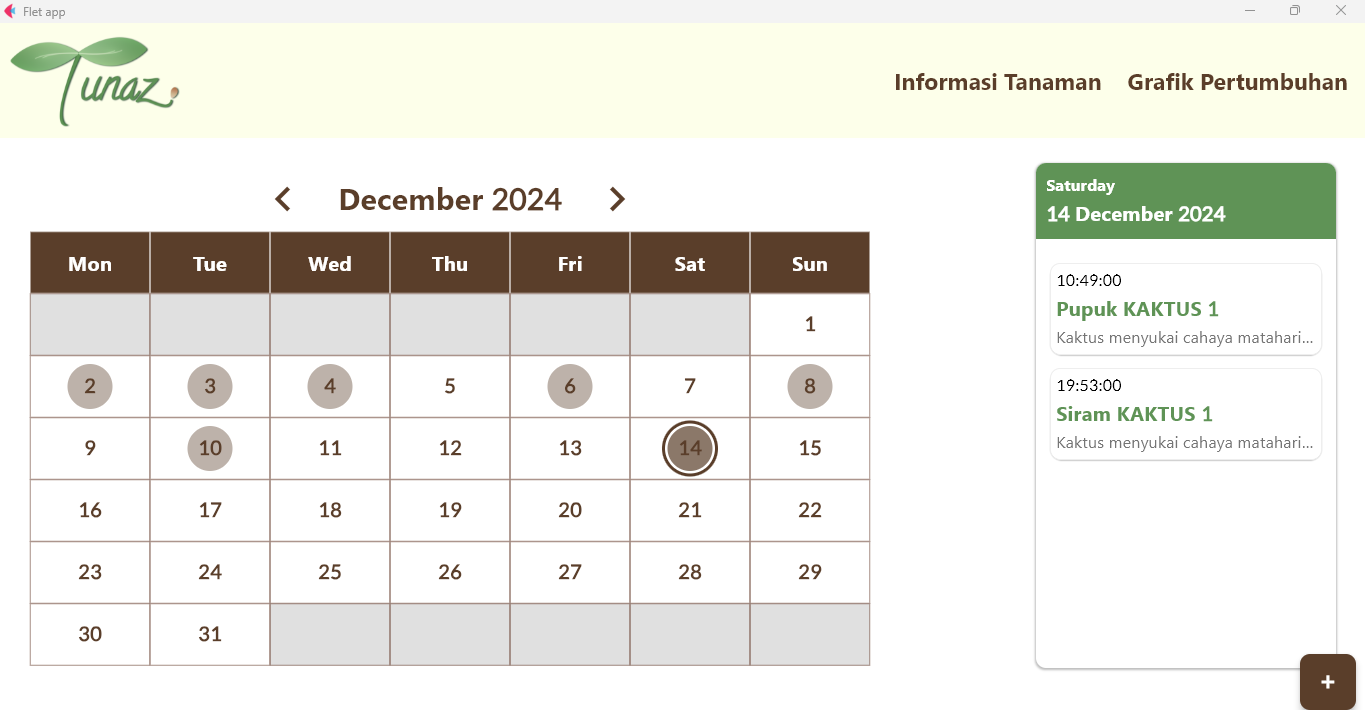 Flet app
Tunaz
Informasi Tanaman Grafik Pertumbuhan
December 2024
Mon Tue Wed Thu Fri Sat Sun
1
2 3 4 5 6 7 8
9 10 11 12 13 14 15
16 17 18 19 20 21 22
23 24 25 26 27 28 29
30 31
Saturday
14 December 2024
10:49:00
Pupuk KAKTUS 1
Kaktus menyukai cahaya matahari...
19:53:00
Siram KAKTUS 1
Kaktus menyukai cahaya matahari...
+